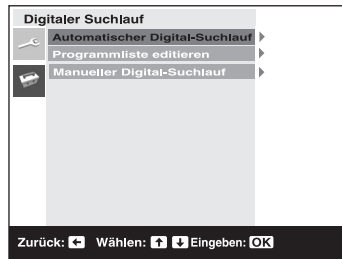 Digitaler Suchlauf
Automatischer Digital-Suchlauf
Programmliste editieren
Manueller Digital-Suchlauf
Zurück: ← Wählen: ↑ ↓ Eingeben: OK